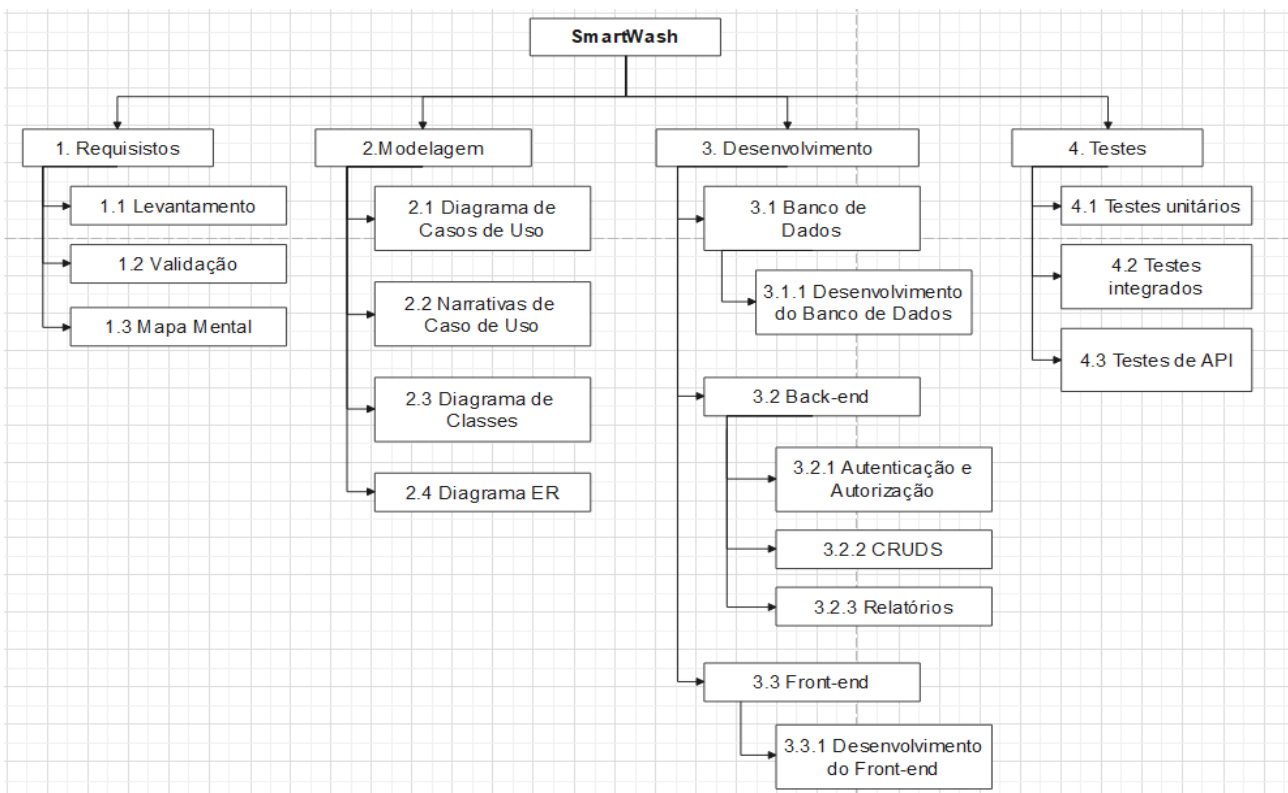 SmartWash
1. Requisistos
1.1 Levantamento
1.2 Validação
1.3 Mapa Mental
2.Modelagem
2.1 Diagrama de
Casos de Uso
2.2 Narrativas de
Caso de Uso
2.3 Diagrama de
Classes
2.4 Diagrama ER
3. Desenvolvimento
3.1 Banco de
Dados
3.1.1 Desenvolvimento
do Banco de Dados
3.2 Back-end
3.2.1 Autenticação e
Autorização
3.2.2 CRUDS
3.2.3 Relatórios
3.3 Front-end
3.3.1 Desenvolvimento
do Front-end
4. Testes
4.1 Testes unitários
4.2 Testes
integrados
4.3 Testes de API